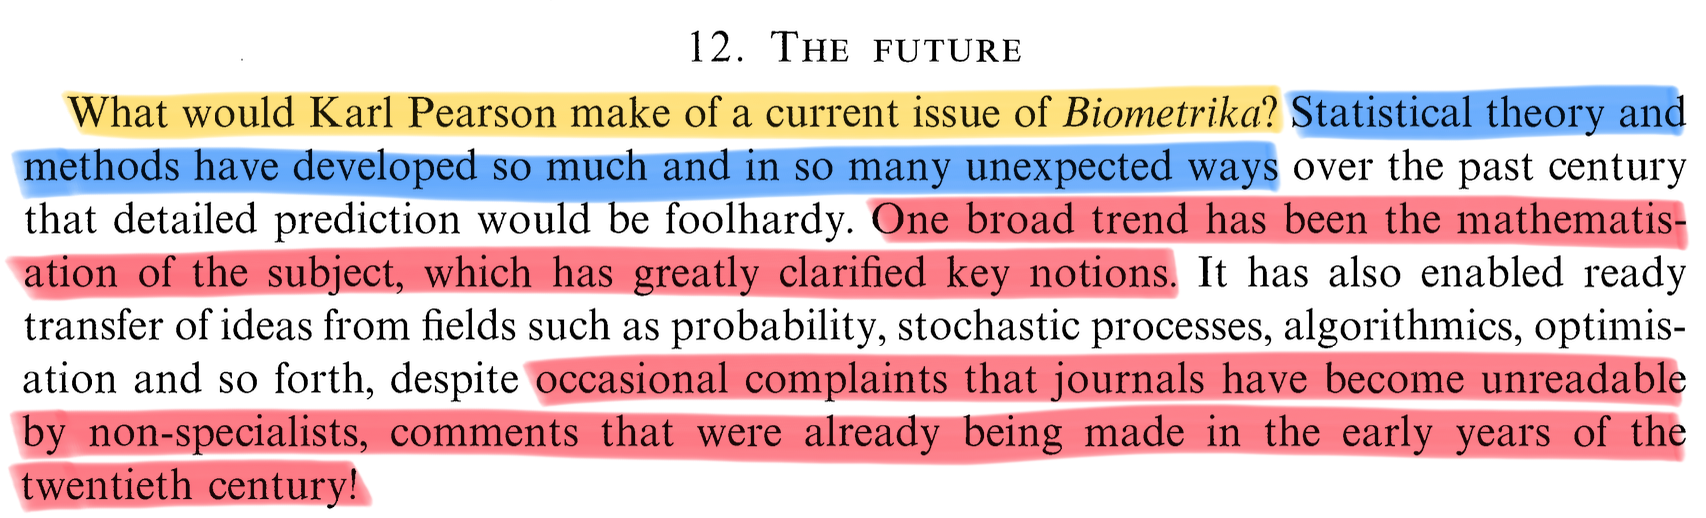 12. THE FUTURE
What would Karl Pearson make of a current issue of Biometrika? Statistical theory and
methods have developed so much and in so many unexpected ways over the past century
that detailed prediction would be foolhardy. One broad trend has been the mathematis-
ation of the subject, which has greatly clarified key notions. It has also enabled ready
transfer of ideas from fields such as probability, stochastic processes, algorithmics, optimis-
ation and so forth, despite occasional complaints that journals have become unreadable
by non-specialists, comments that were already being made in the early years of the
twentieth century!